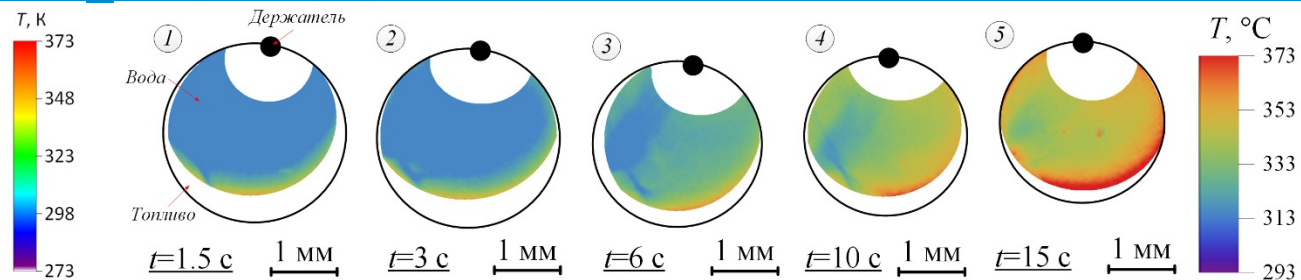 T, К
373
348
323
298
273
Держатель
Вода
Топливо
1
t=1.5 с
1 мм
2
t=3 с
1 мм
3
t=6 с
1 мм
4
t=10 с
1 мм
5
t=15 с
1 мм
T, °C
373
353
333
313
293